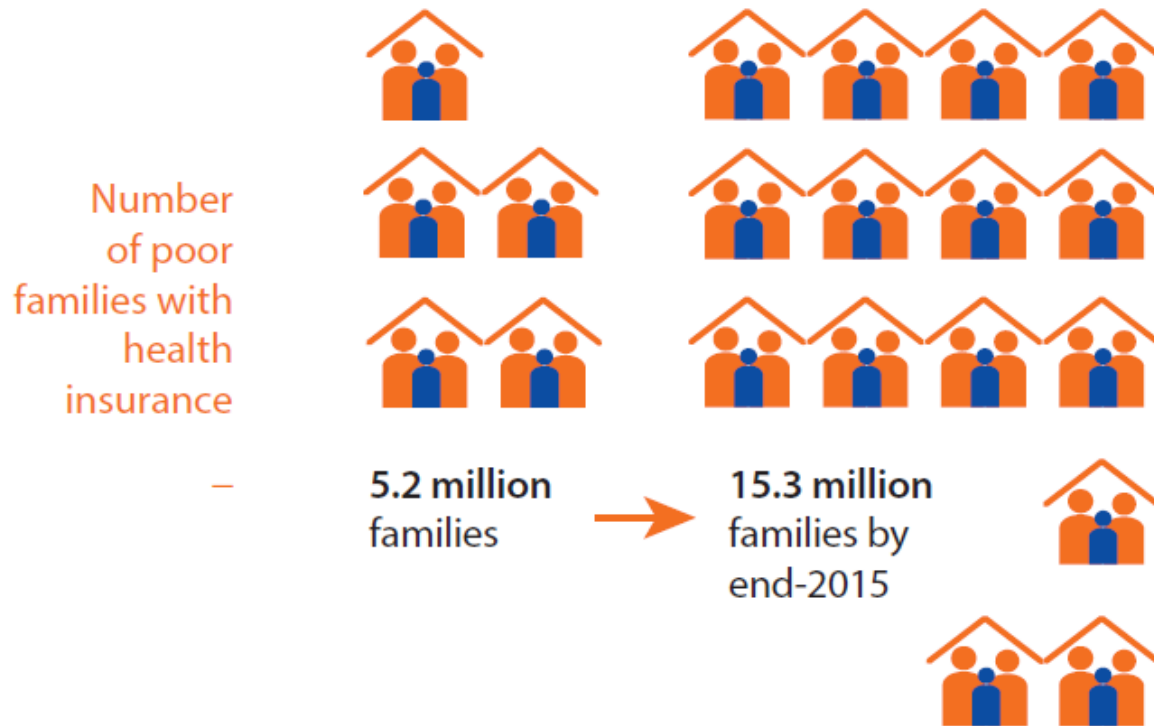 Number
of poor
families with
health
insurance
–
5.2 million
families
15.3 million
families by
end-2015